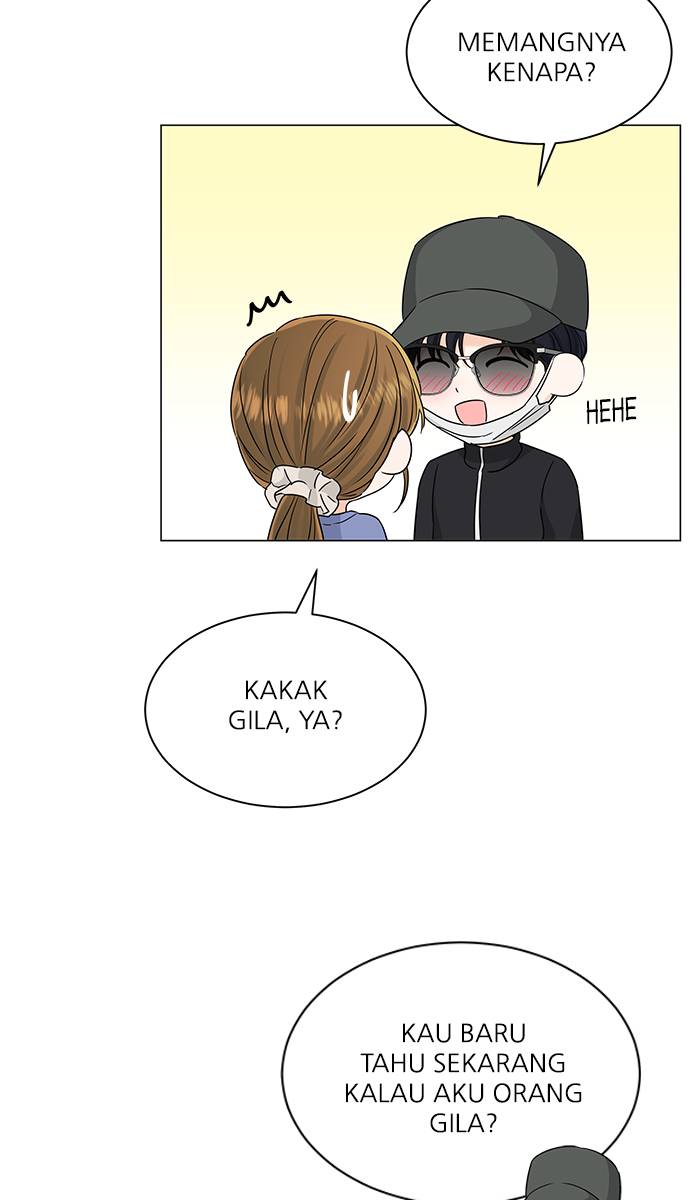 MEMANGNYA
KENAPA?
HEHE
KAKAK
GILA, YA?
KAU BARU
TAHU SEKARANG
KALAU AKU ORANG
GILA?